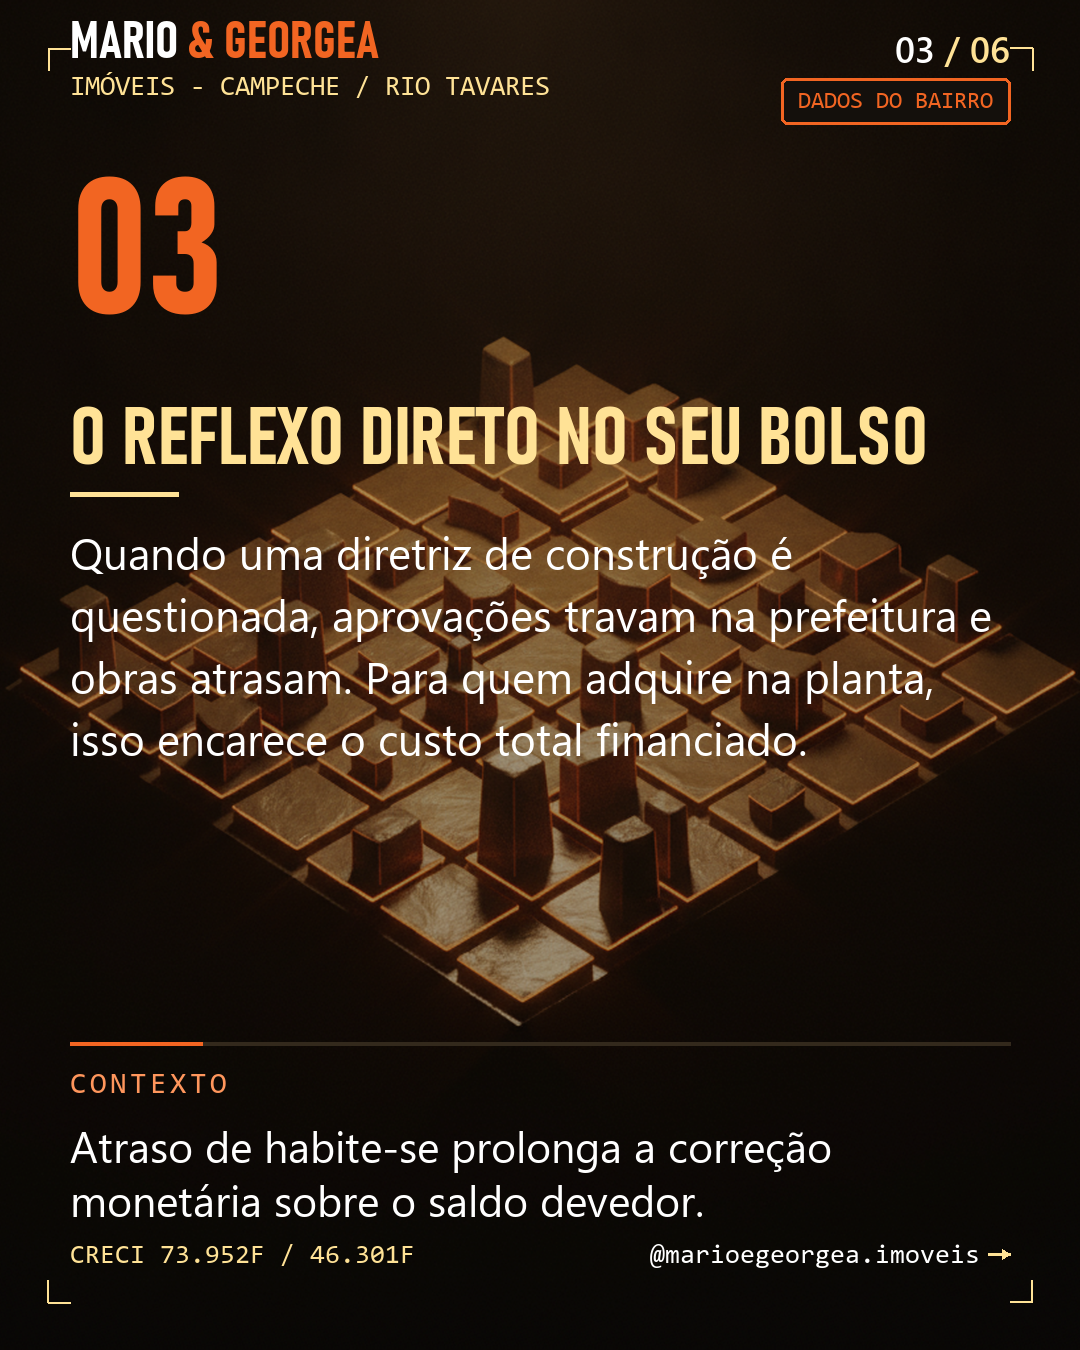 MARIO & GEORGEA
IMÓVEIS - CAMPECHE / RIO TAVARES
03 / 06
DADOS DO BAIRRO
03
O REFLEXO DIRETO NO SEU BOLSO
Quando uma diretriz de construção é
questionada, aprovações travam na prefeitura e
obras atrasam. Para quem adquire na planta,
isso encarece o custo total financiado.
CONTEXTO
Atraso de habite-se prolonga a correção
monetária sobre o saldo devedor.
CRECI 73.952F / 46.301F
@marioegeorgea.imoveis